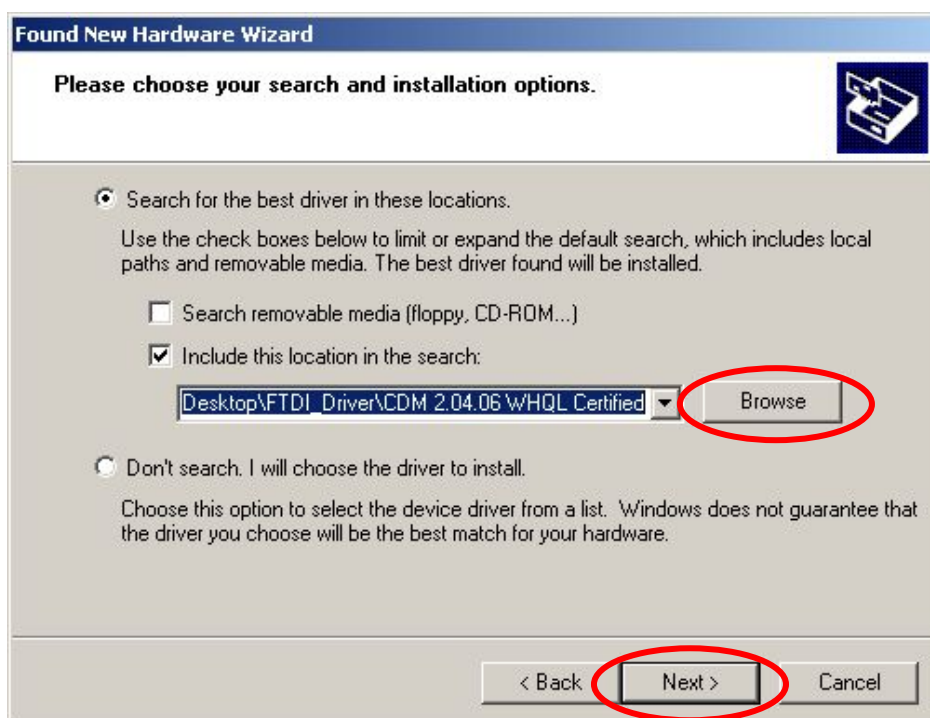 Found New Hardware Wizard
Please choose your search and installation options.
Search for the best driver in these locations.
Use the check boxes below to limit or expand the default search, which includes local
paths and removable media. The best driver found will be installed.
Search removable media (floppy, CD-ROM...)
Include this location in the search:
Desktop\FTDI_Driver\CDM 2.04.06 WHQL Certified
Browse
Don't search. I will choose the driver to install.
Choose this option to select the device driver from a list. Windows does not guarantee that
the driver you choose will be the best match for your hardware.
< Back Next > Cancel